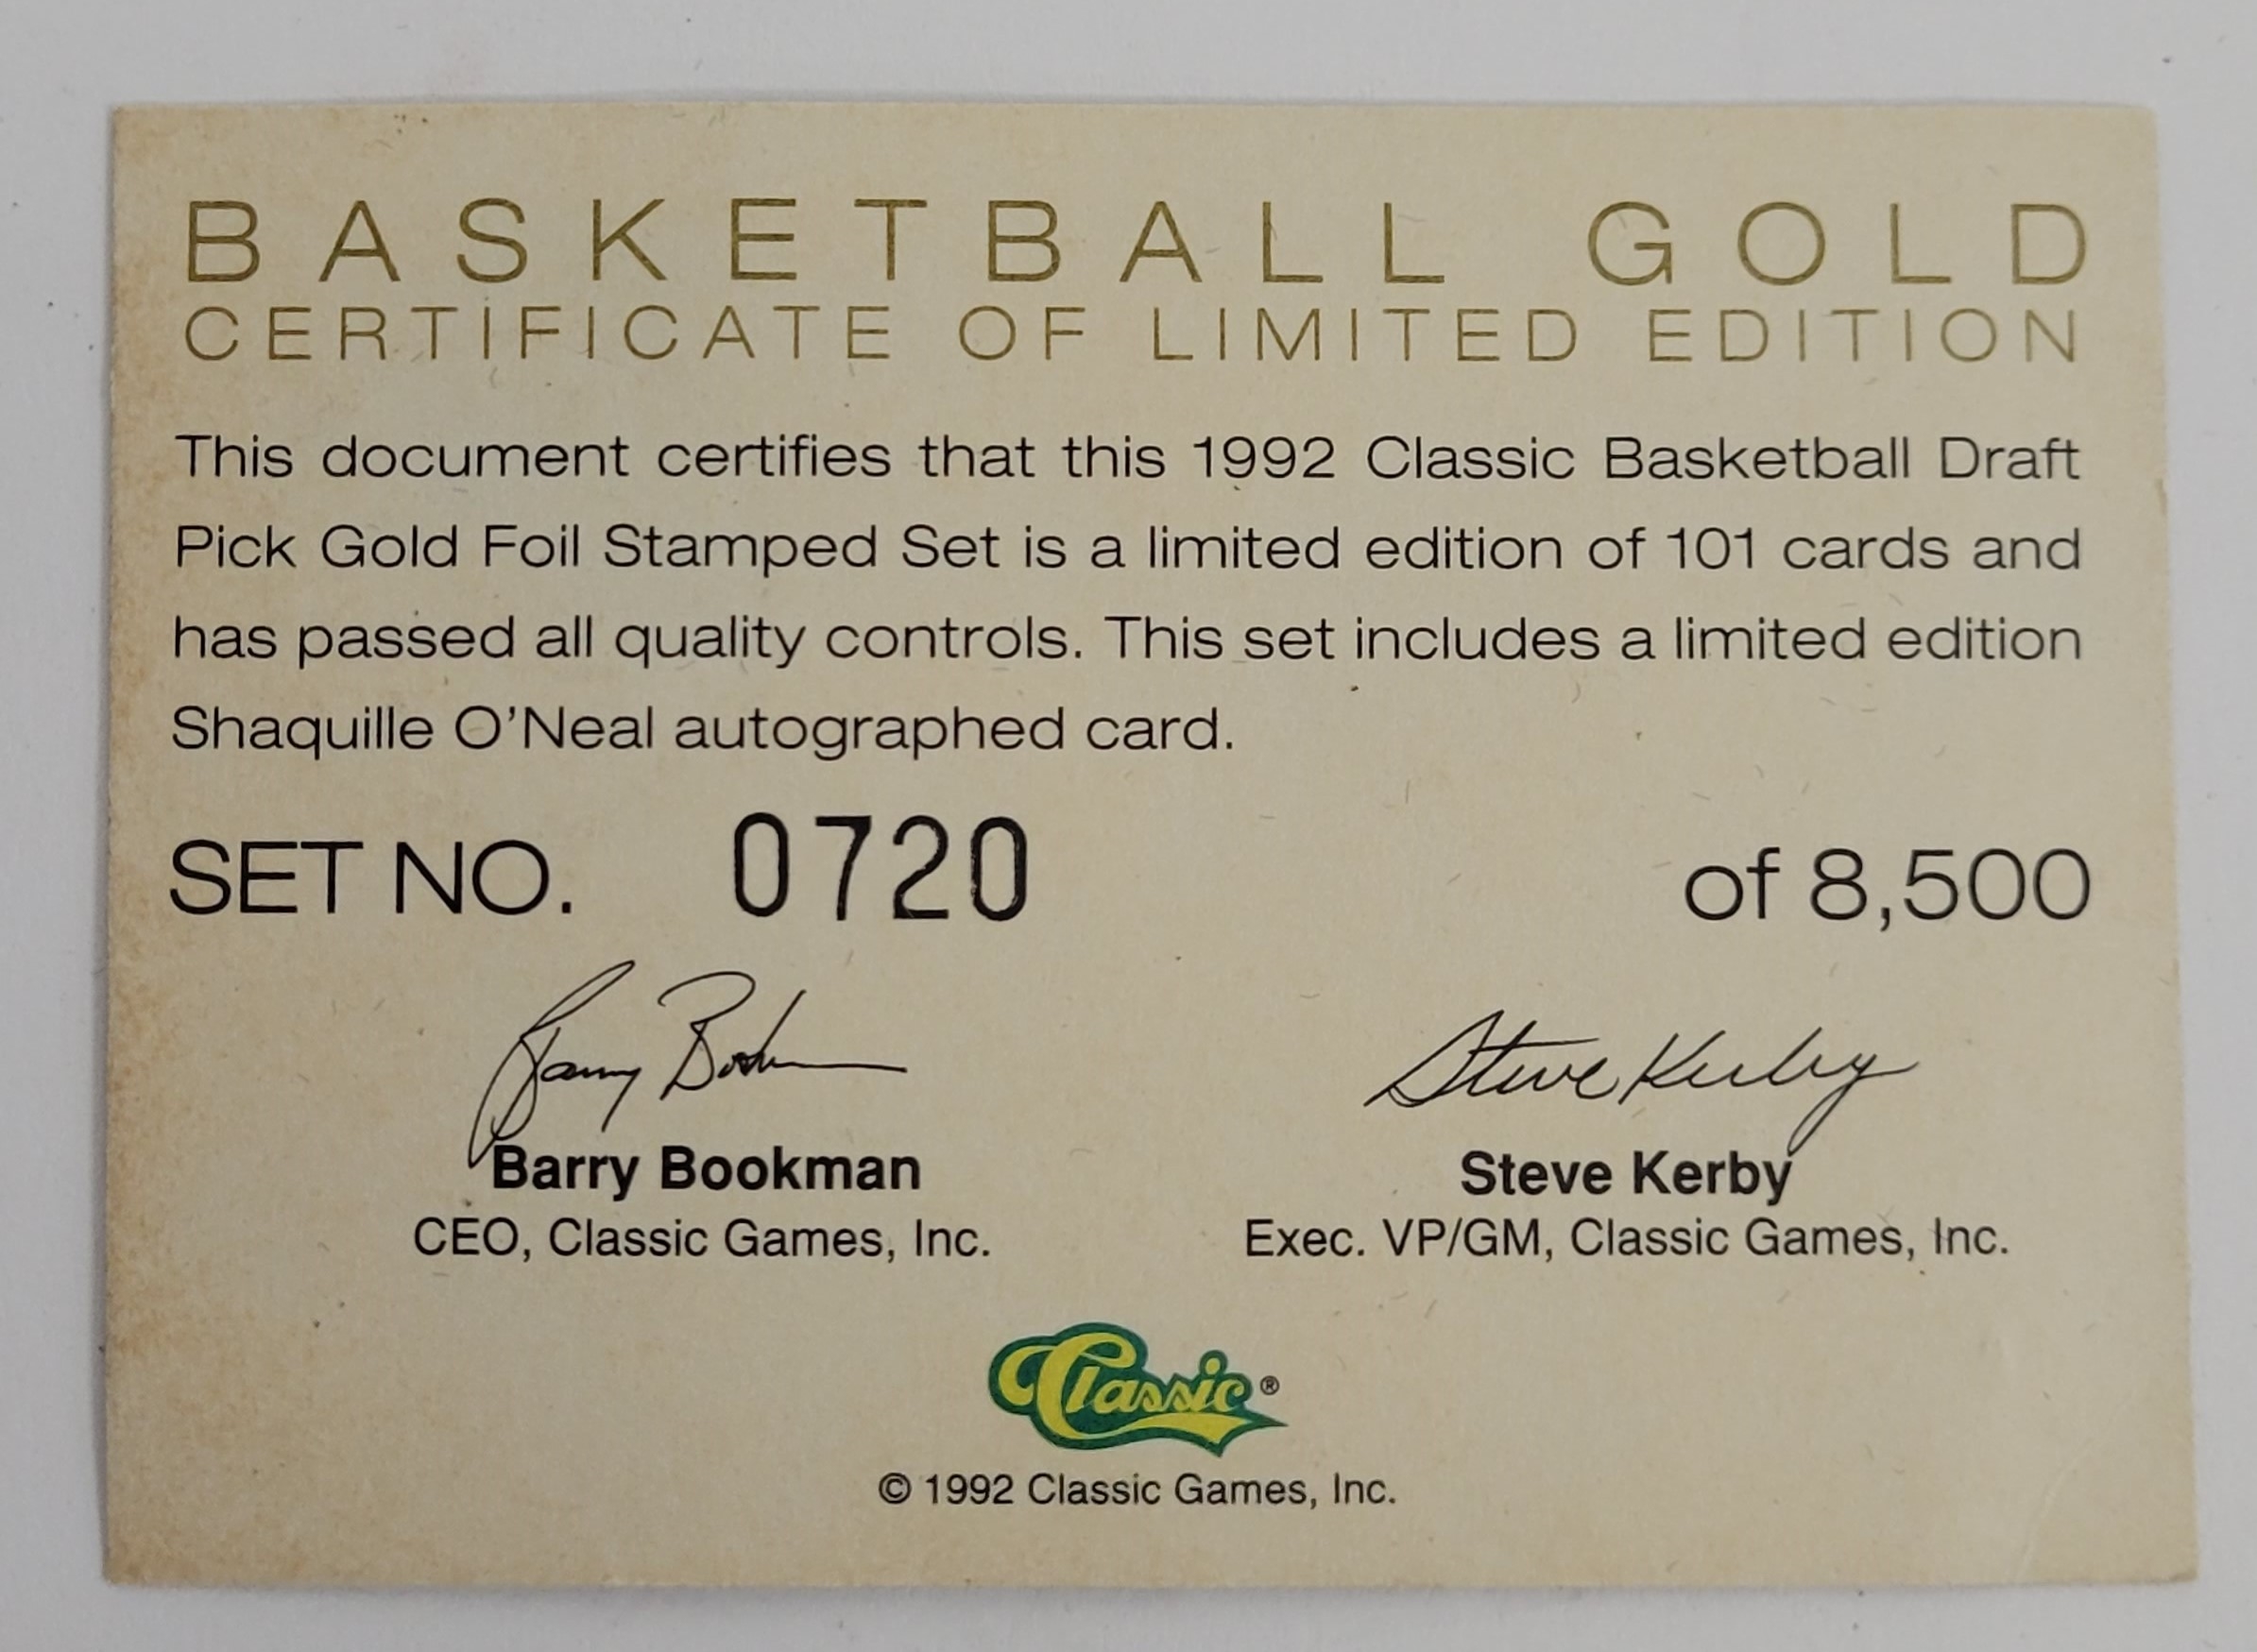 BASKETBALL GOLD
CERTIFICATE OF LIMITED EDITION
This document certifies that this 1992 Classic Basketball Draft
Pick Gold Foil Stamped Set is a limited edition of 101 cards and
has passed all quality controls. This set includes a limited edition
Shaquille O'Neal autographed card.
SET NO. 0720 of 8,500
Barry Bookman Steve Kerby
Barry Bookman Steve Kerby
CEO, Classic Games, Inc. Exec. VP/GM, Classic Games, Inc.
Classic®
© 1992 Classic Games, Inc.